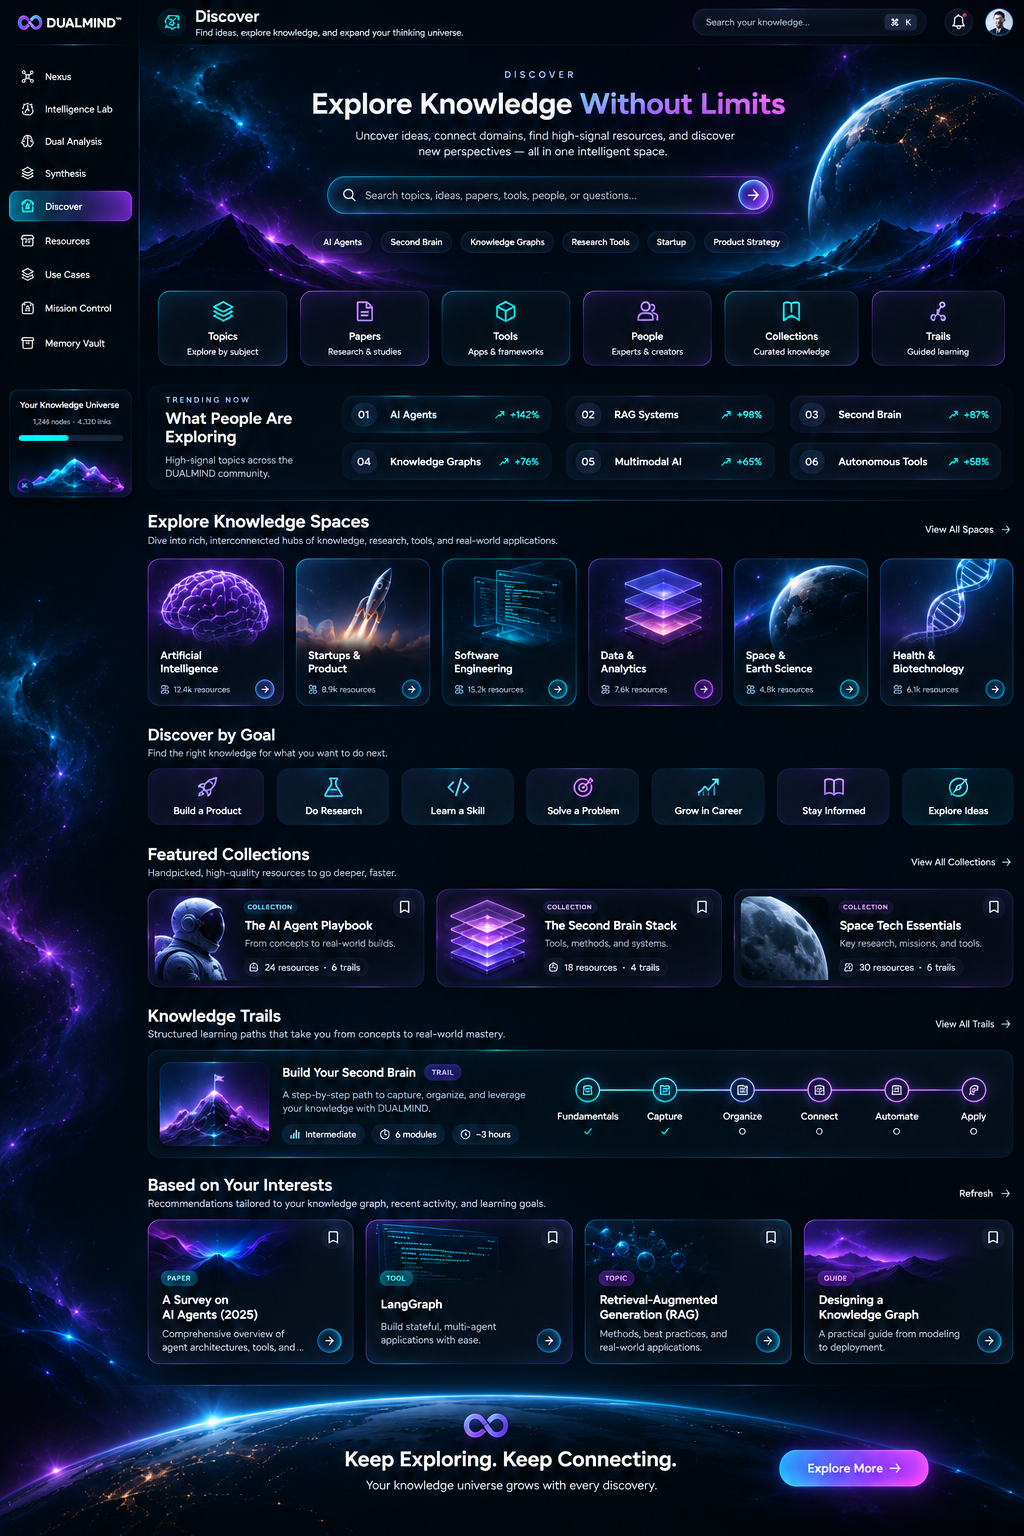 DUALMIND™
Nexus
Intelligence Lab
Dual Analysis
Synthesis
Discover
Resources
Use Cases
Mission Control
Memory Vault
Your Knowledge Universe
1,248 nodes · 4,320 links
Discover
Find ideas, explore knowledge, and expand your thinking universe.
Search your knowledge...
⌘ K
DISCOVER
Explore Knowledge Without Limits
Uncover ideas, connect domains, find high-signal resources, and discover
new perspectives — all in one intelligent space.
Search topics, ideas, papers, tools, people, or questions...
AI Agents
Second Brain
Knowledge Graphs
Research Tools
Startup
Product Strategy
Topics
Explore by subject
Papers
Research & studies
Tools
Apps & frameworks
People
Experts & creators
Collections
Curated knowledge
Trails
Guided learning
TRENDING NOW
What People Are
Exploring
High-signal topics across the
DUALMIND community.
01 AI Agents +142%
02 RAG Systems +98%
03 Second Brain +87%
04 Knowledge Graphs +76%
05 Multimodal AI +65%
06 Autonomous Tools +58%
Explore Knowledge Spaces
Dive into rich, interconnected hubs of knowledge, research, tools, and real-world applications.
View All Spaces →
Artificial
Intelligence
12.4k resources
Startups &
Product
8.9k resources
Software
Engineering
15.2k resources
Data &
Analytics
7.6k resources
Space &
Earth Science
4.8k resources
Health &
Biotechnology
6.1k resources
Discover by Goal
Find the right knowledge for what you want to do next.
Build a Product
Do Research
Learn a Skill
Solve a Problem
Grow in Career
Stay Informed
Explore Ideas
Featured Collections
Handpicked, high-quality resources to go deeper, faster.
View All Collections →
COLLECTION
The AI Agent Playbook
From concepts to real-world builds.
24 resources • 6 trails
COLLECTION
The Second Brain Stack
Tools, methods, and systems.
18 resources • 4 trails
COLLECTION
Space Tech Essentials
Key research, missions, and tools.
30 resources • 5 trails
Knowledge Trails
Structured learning paths that take you from concepts to real-world mastery.
View All Trails →
Build Your Second Brain TRAIL
A step-by-step path to capture, organize, and leverage
your knowledge with DUALMIND.
Intermediate
6 modules
~3 hours
Fundamentals
Capture
Organize
Connect
Automate
Apply
Based on Your Interests
Recommendations tailored to your knowledge graph, recent activity, and learning goals.
Refresh →
PAPER
A Survey on
AI Agents (2025)
Comprehensive overview of
agent architectures, tools, and ...
TOOL
LangGraph
Build stateful, multi-agent
applications with ease.
TOPIC
Retrieval-Augmented
Generation (RAG)
Methods, best practices, and
real-world applications.
GUIDE
Designing a
Knowledge Graph
A practical guide from modeling
to deployment.
Keep Exploring. Keep Connecting.
Your knowledge universe grows with every discovery.
Explore More →